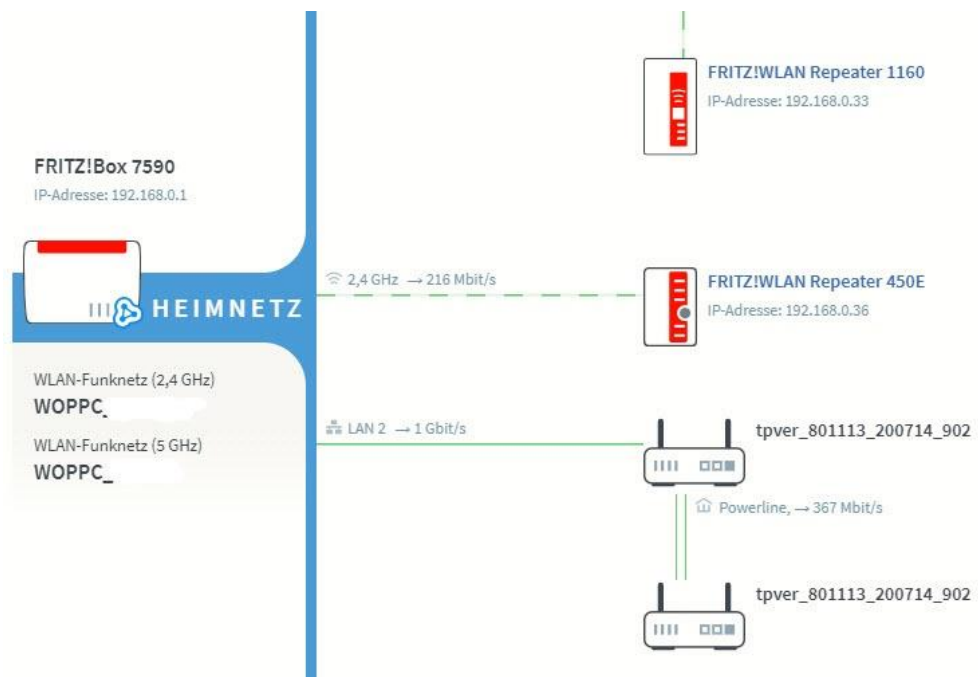 FRITZ!WLAN Repeater 1160
IP-Adresse: 192.168.0.33
FRITZ!Box 7590
IP-Adresse: 192.168.0.1
HEIMNETZ
2,4 GHz → 216 Mbit/s
FRITZ!WLAN Repeater 450E
IP-Adresse: 192.168.0.36
WLAN-Funknetz (2,4 GHz)
WOPPC_
WLAN-Funknetz (5 GHz)
WOPPC_
LAN 2 → 1 Gbit/s
tpver_801113_200714_902
Powerline, → 367 Mbit/s
tpver_801113_200714_902